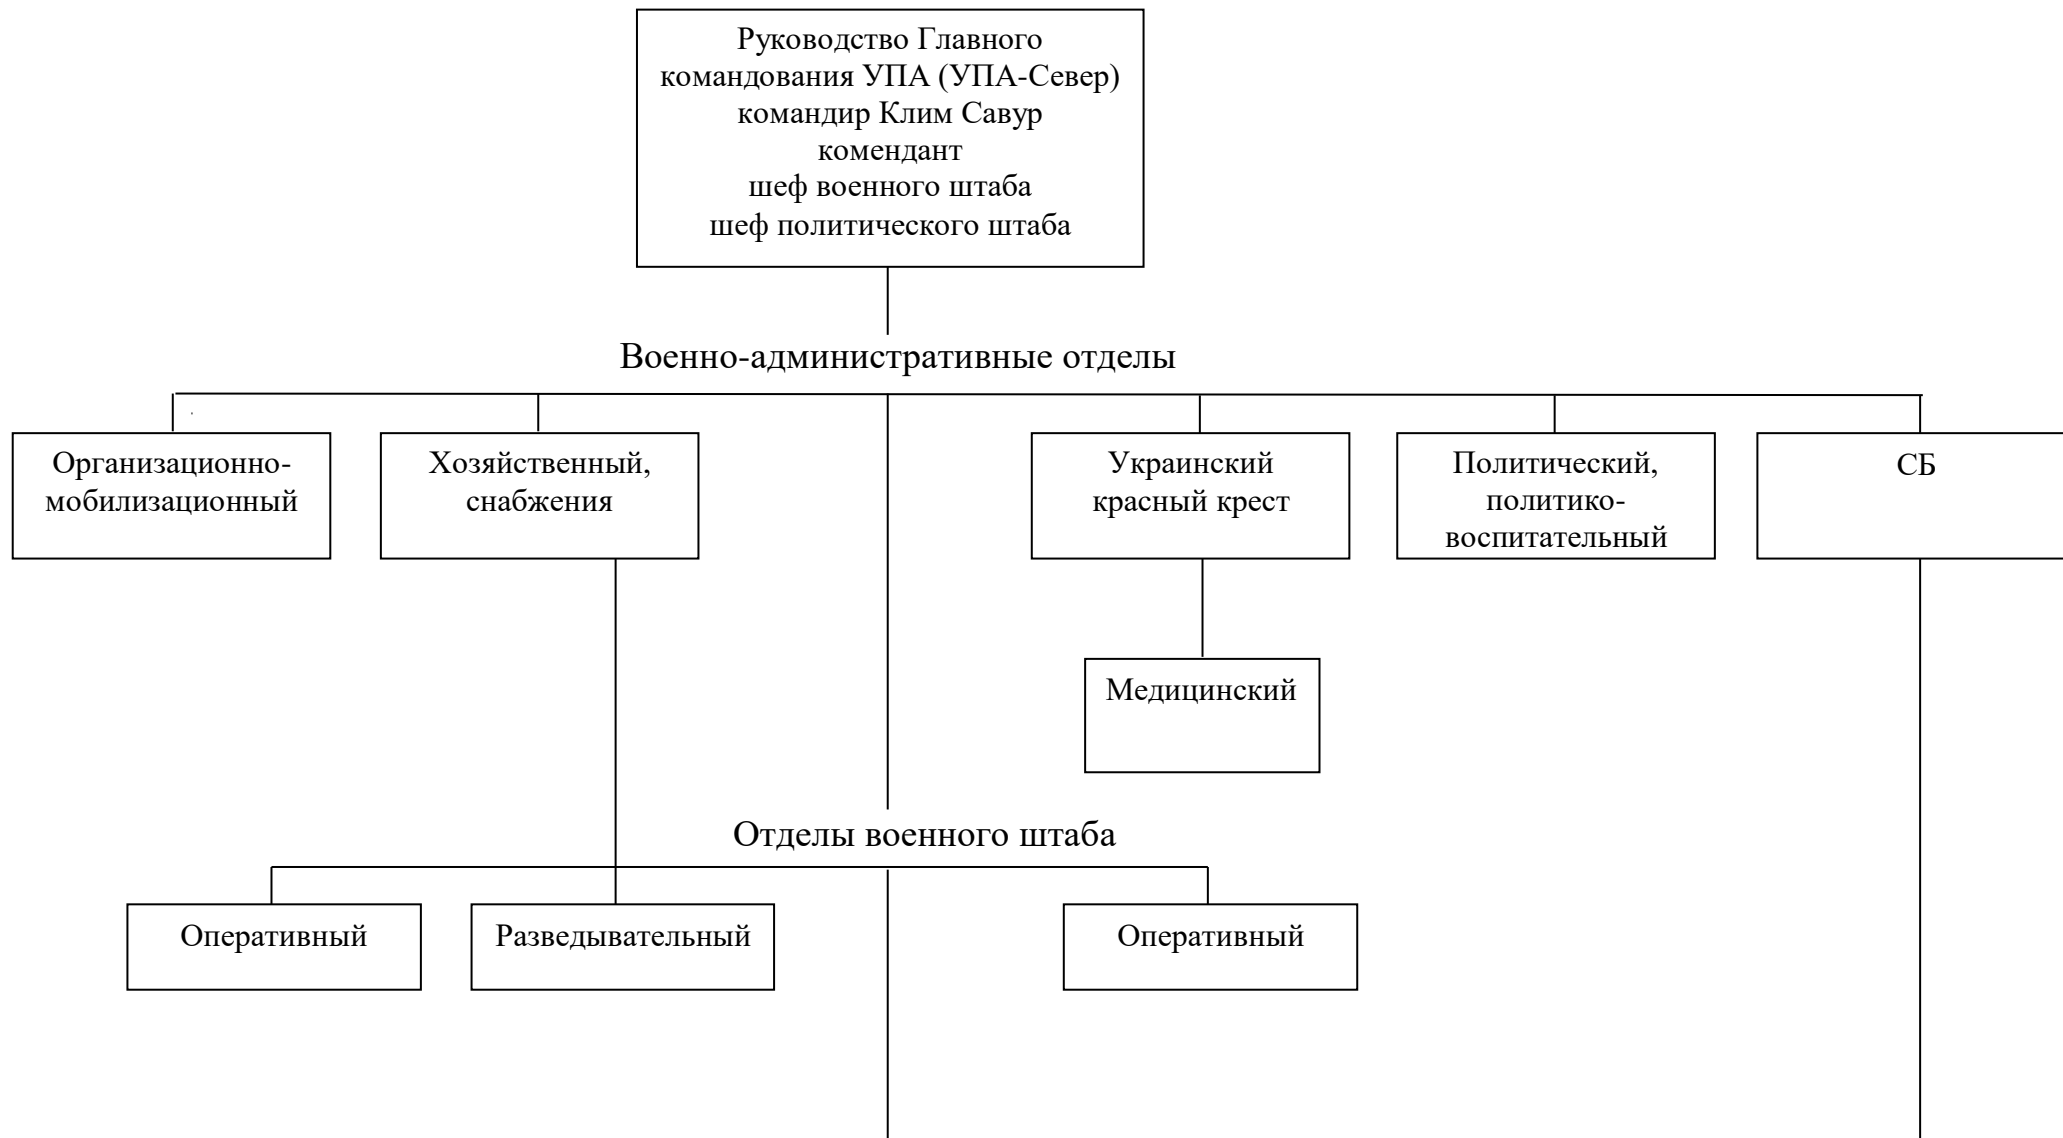 Руководство Главного
командования УПА (УПА-Север)
командир Клим Савур
комендант
шеф военного штаба
шеф политического штаба
Военно-административные отделы
Организационно-
мобилизационный
Хозяйственный,
снабжения
Украинский
красный крест
Политический,
политико-
воспитательный
СБ
Медицинский
Отделы военного штаба
Оперативный
Разведывательный
Оперативный